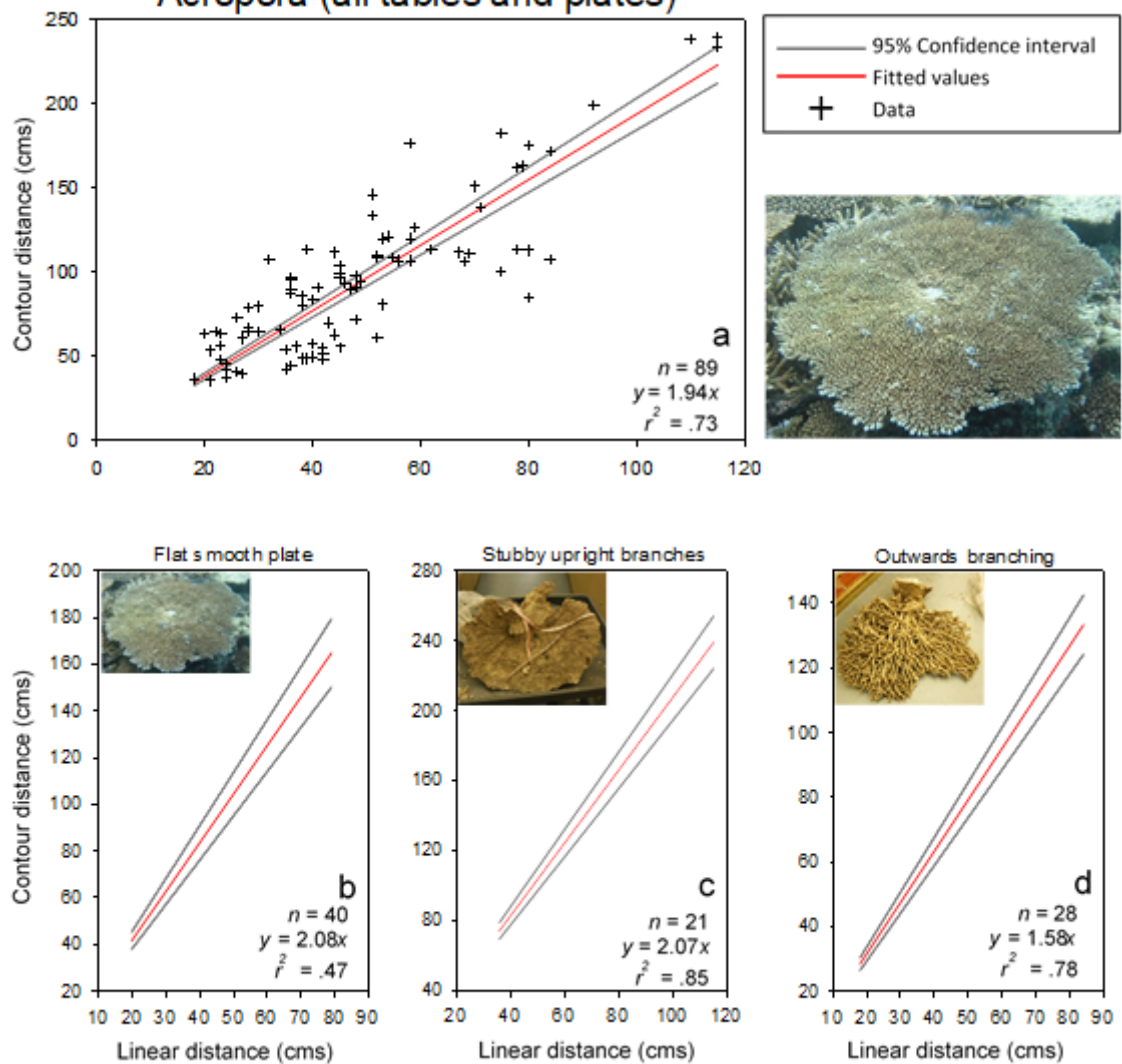 Acropora (all tables and plates)
250
200
150
100
50
0
0 20 40 60 80 100 120
Contour distance (cms)
a
n = 89
y = 1.94x
r² = .73
95% Confidence interval
Fitted values
Data
Flat smooth plate
200
180
160
140
120
100
80
60
40
20
10 20 30 40 50 60 70 80 90
Contour distance (cms)
Linear distance (cms)
b
n = 40
y = 2.08x
r² = .47
Stubby upright branches
280
240
200
160
120
80
40
20 40 60 80 100 120
Linear distance (cms)
c
n = 21
y = 2.07x
r² = .85
Outwards branching
140
120
100
80
60
40
20
10 20 30 40 50 60 70 80 90
Linear distance (cms)
d
n = 28
y = 1.58x
r² = .78